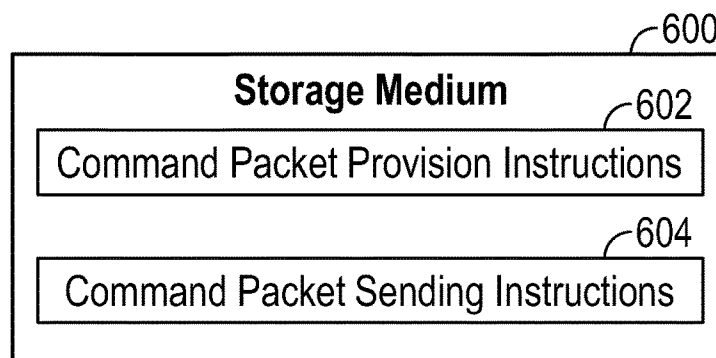 600
Storage Medium
602
Command Packet Provision Instructions
604
Command Packet Sending Instructions